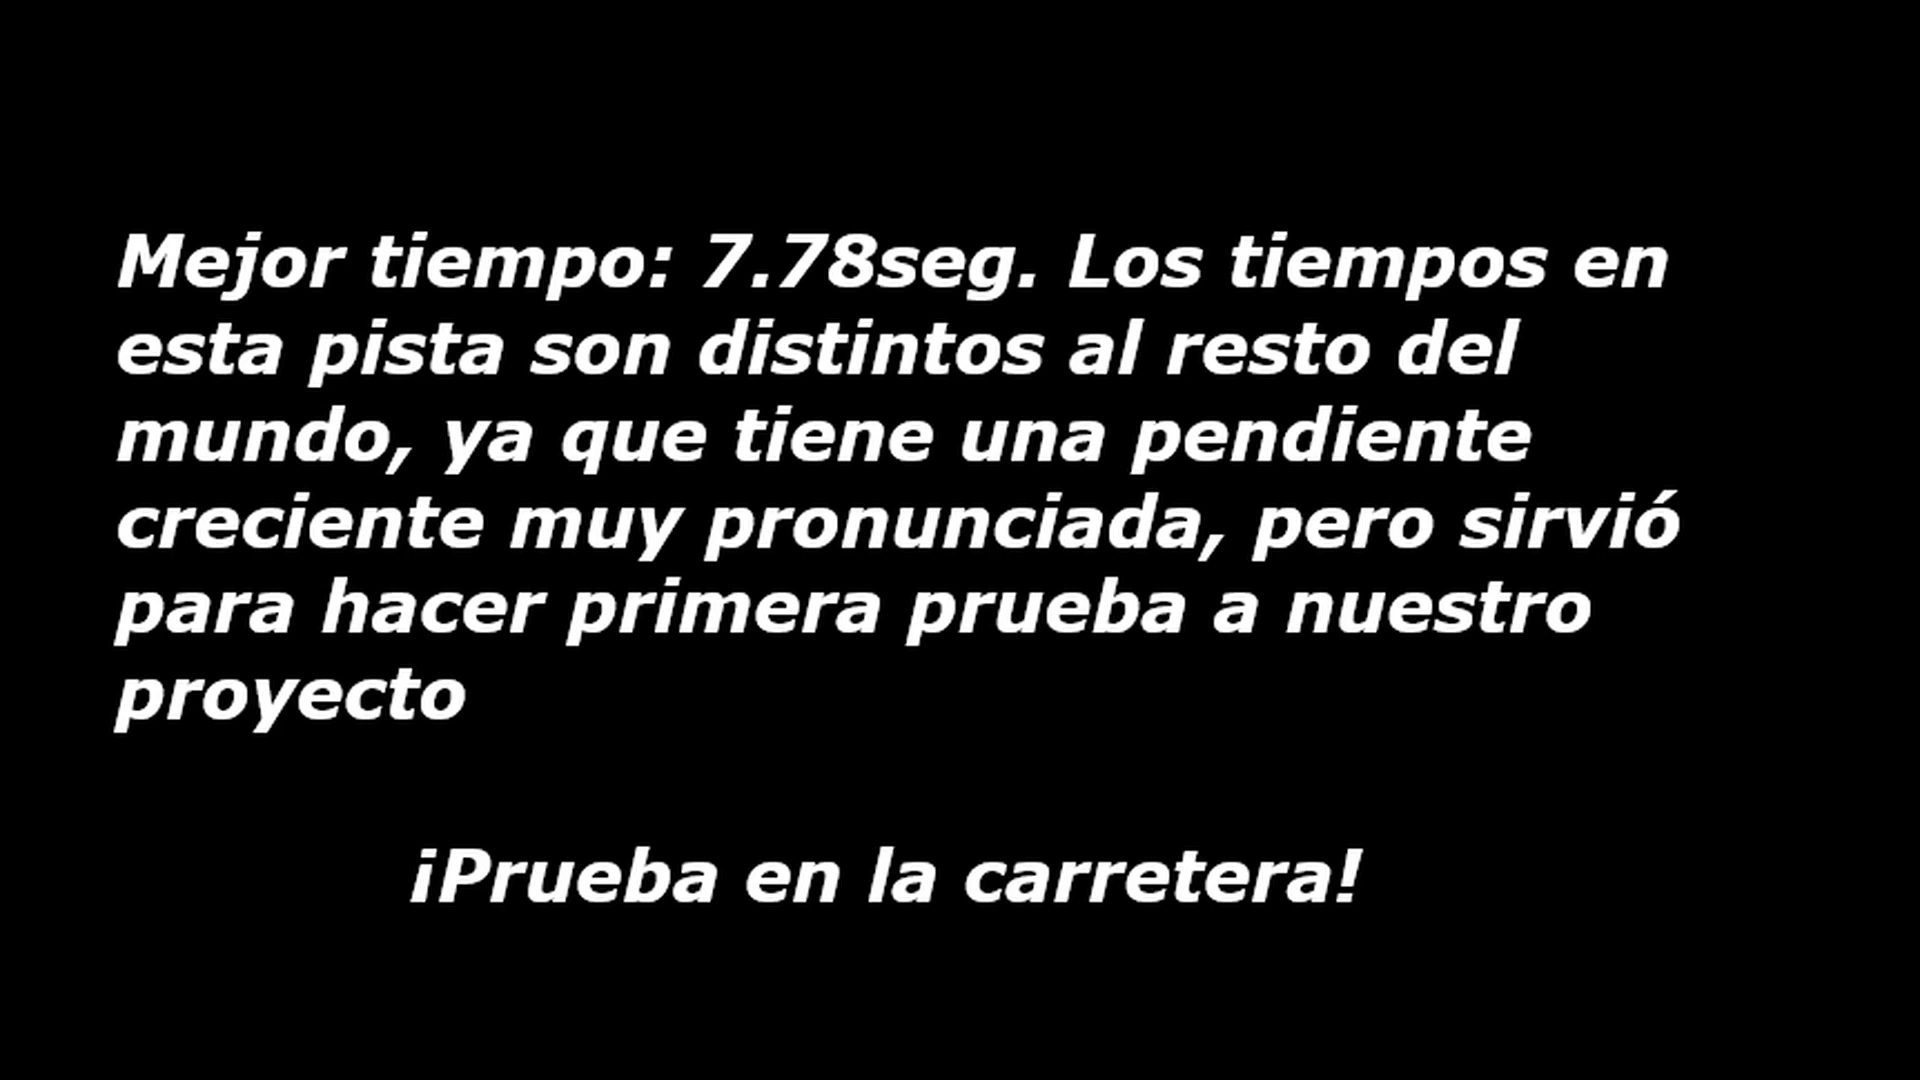 Mejor tiempo: 7.78seg. Los tiempos en
esta pista son distintos al resto del
mundo, ya que tiene una pendiente
creciente muy pronunciada, pero sirvió
para hacer primera prueba a nuestro
proyecto
¡Prueba en la carretera!